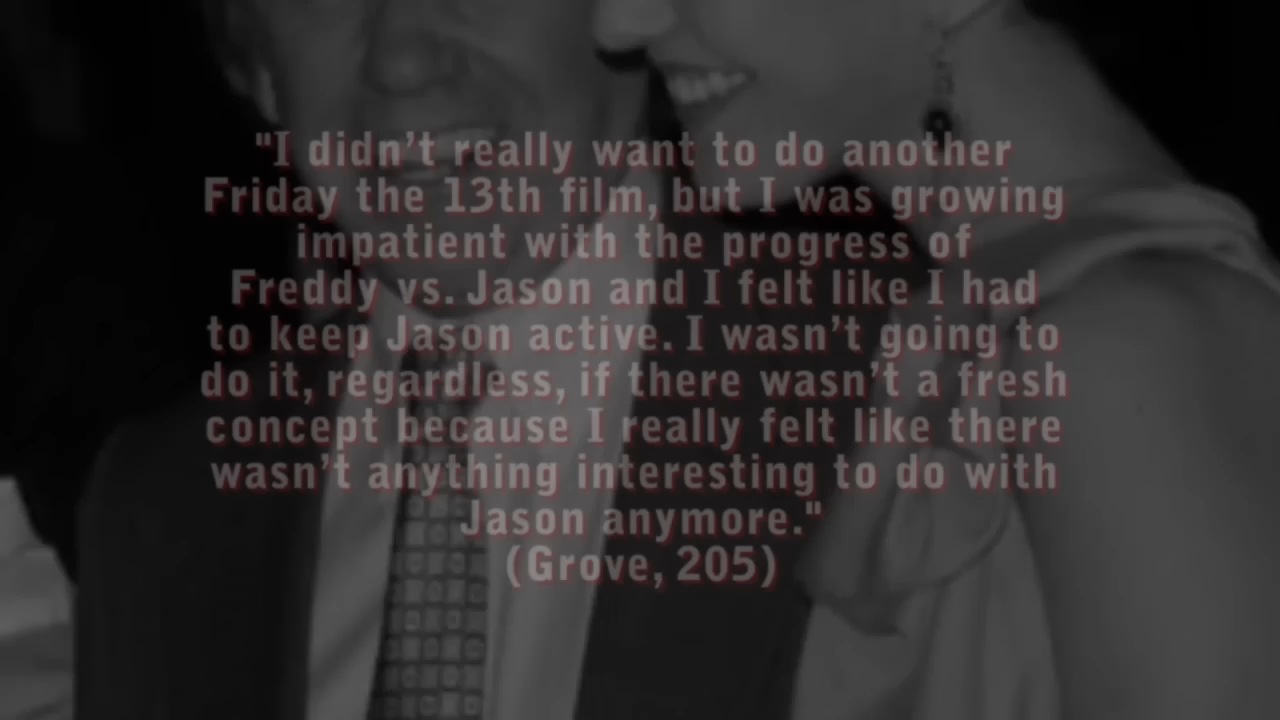 "I didn’t really want to do another
Friday the 13th film, but I was growing
impatient with the progress of
Freddy vs. Jason and I felt like I had
to keep Jason active. I wasn’t going to
do it, regardless, if there wasn’t a fresh
concept because I really felt like there
wasn’t anything interesting to do with
Jason anymore."
(Grove, 205)